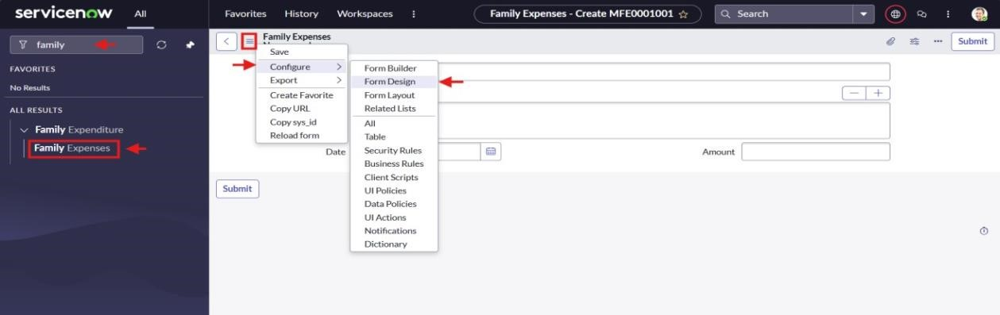 servicenow
All
Favorites
History
Workspaces
Family Expenses - Create MFE0001001
Search
family
FAVORITES
No Results
ALL RESULTS
Family Expenditure
Family Expenses
Family Expenses
Submit
Save
Configure
Export
Create Favorite
Copy URL
Copy sys_id
Reload form
Form Builder
Form Design
Form Layout
Related Lists
All
Table
Security Rules
Business Rules
Client Scripts
UI Policies
Data Policies
UI Actions
Notifications
Dictionary
Date
Amount
Submit